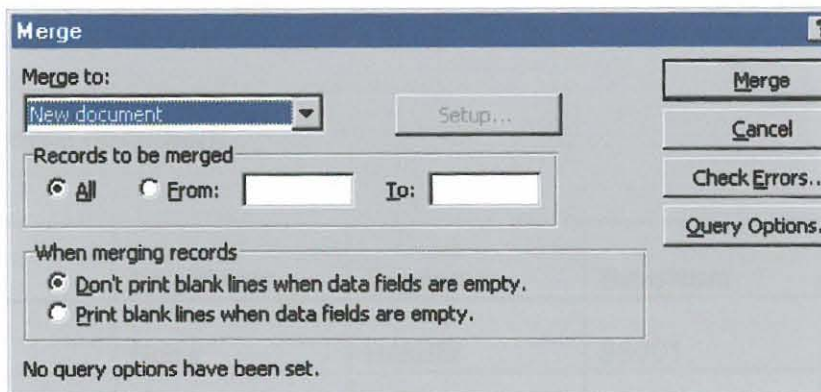 Merge
Merge to:
New document
Setup...
Merge
Cancel
Records to be merged
All From: To:
Check Errors..
Query Options.
When merging records
Don't print blank lines when data fields are empty.
Print blank lines when data fields are empty.
No query options have been set.